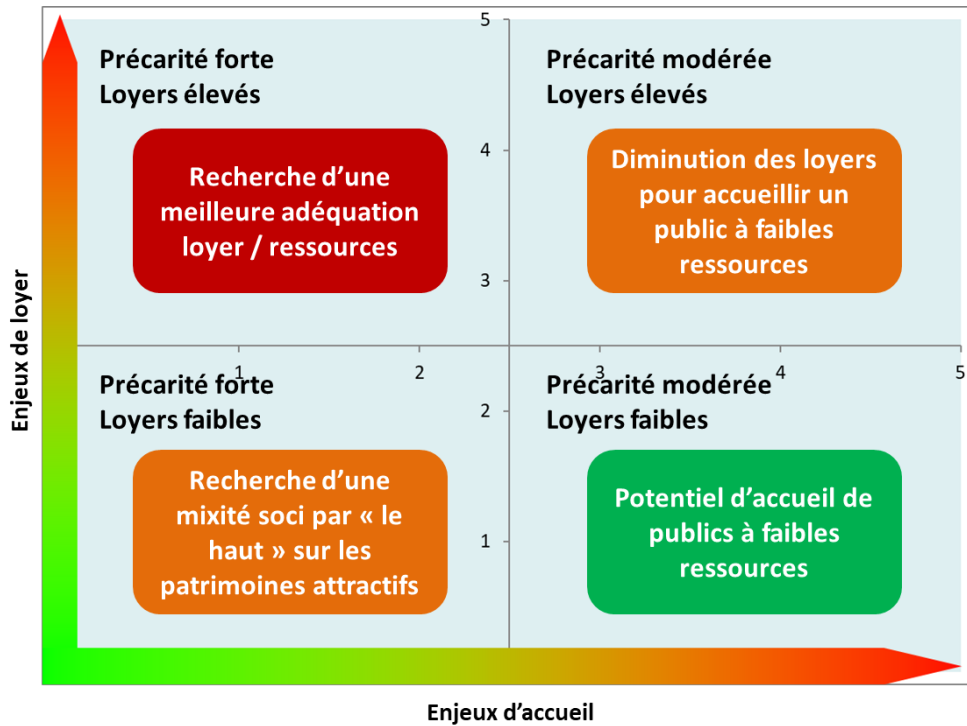 5
Précarité forte
Loyers élevés
Précarité modérée
Loyers élevés
4
Recherche d’une
meilleure adéquation
loyer / ressources
Diminution des loyers
pour accueillir un
public à faibles
ressources
3
Enjeux de loyer
1
2
3
4
5
Précarité forte
Loyers faibles
Précarité modérée
Loyers faibles
2
Recherche d’une
mixité soci par « le
haut » sur les
patrimoines attractifs
Potentiel d’accueil de
publics à faibles
ressources
1
Enjeux d’accueil